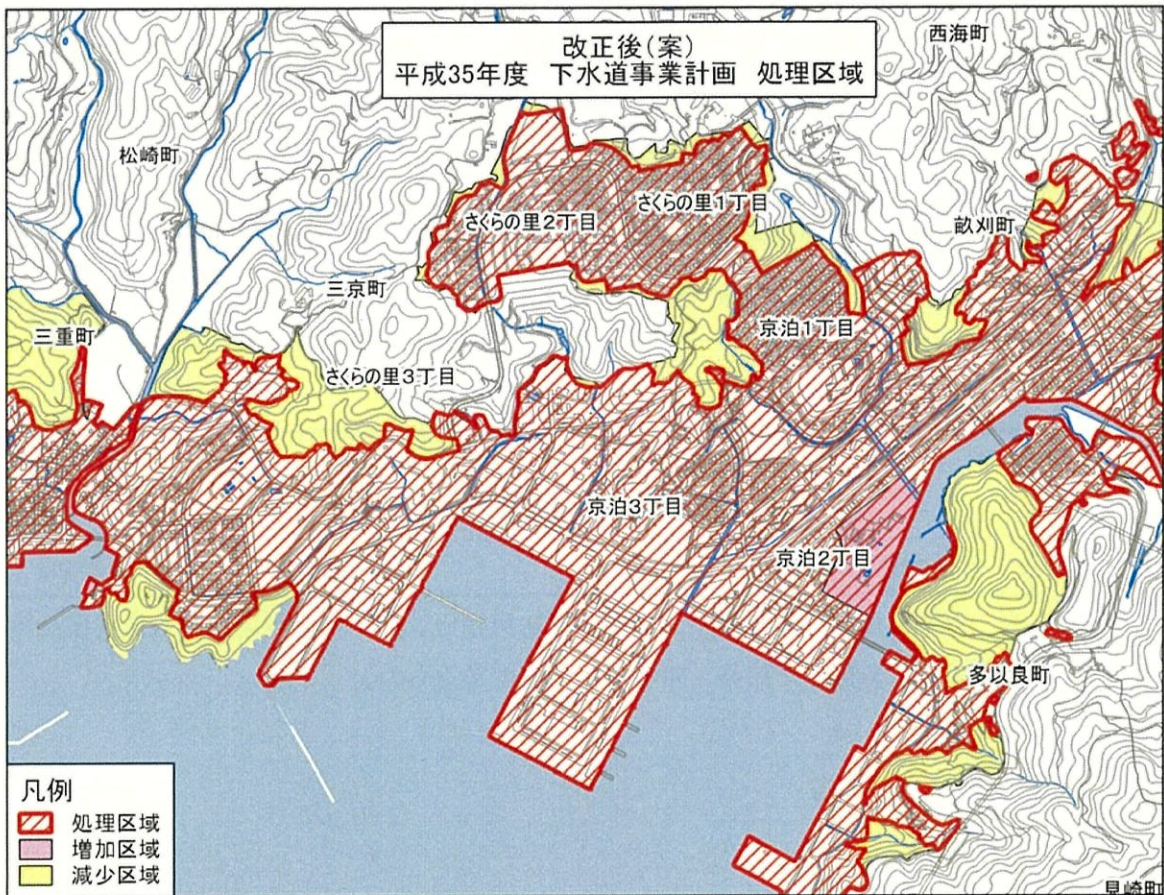 改正後(案)
平成35年度 下水道事業計画 処理区域
西海町
松崎町
さくらの里1丁目
さくらの里2丁目
畝刈町
三京町
京泊1丁目
三重町
さくらの里3丁目
京泊3丁目
京泊2丁目
多以良町
凡例
処理区域
増加区域
減少区域
見崎町